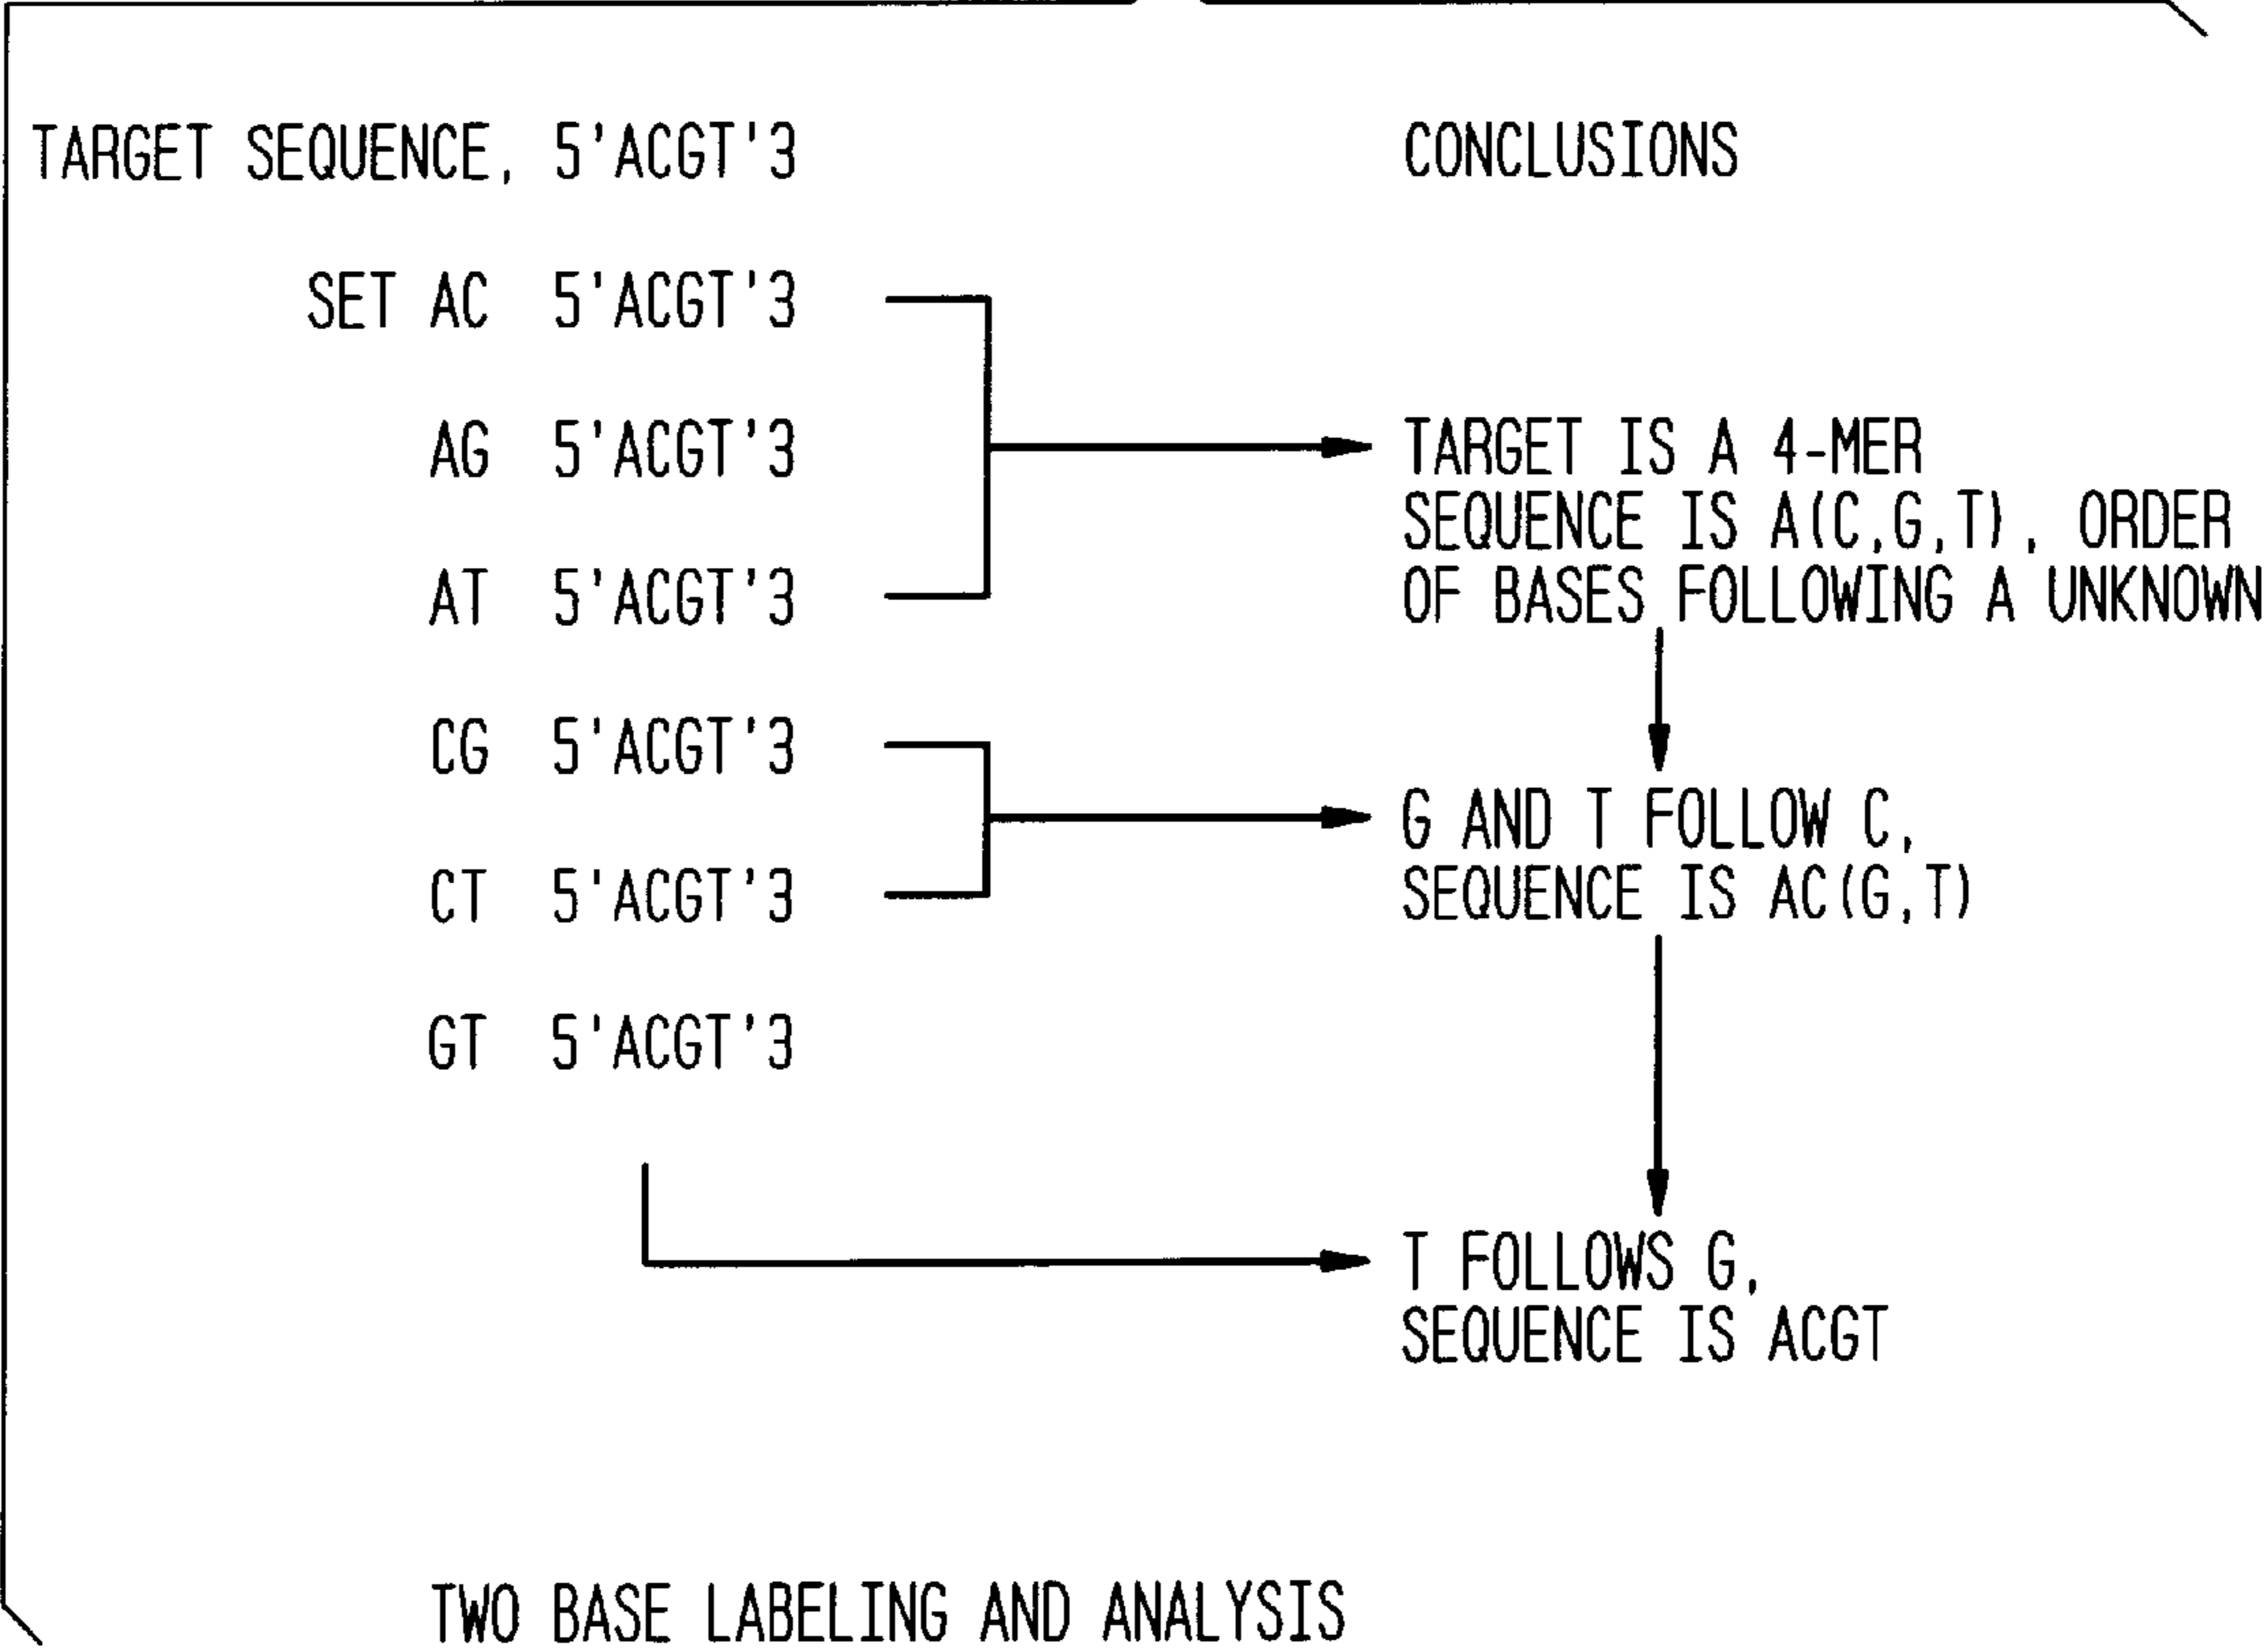 TARGET SEQUENCE, 5'ACGT'3 CONCLUSIONS
SET AC 5'ACGT'3
AG 5'ACGT'3
AT 5'ACGT'3
TARGET IS A 4-MER
SEQUENCE IS A(C,G,T), ORDER
OF BASES FOLLOWING A UNKNOWN
CG 5'ACGT'3
CT 5'ACGT'3
G AND T FOLLOW C,
SEQUENCE IS AC(G,T)
GT 5'ACGT'3
T FOLLOWS G,
SEQUENCE IS ACGT
TWO BASE LABELING AND ANALYSIS